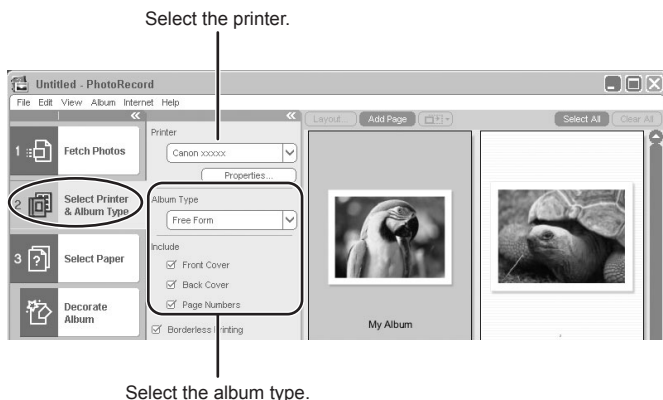 Select the printer.
Untitled - PhotoRecord
File Edit View Album Internet Help
Layout... Add Page Select All Clear All
Printer
1 Fetch Photos
Canon xxxxx
Properties...
2 Select Printer
& Album Type
Album Type
Free Form
Include
3 Select Paper
Front Cover
Back Cover
Page Numbers
Decorate
Album
Borderless Printing
My Album
Select the album type.